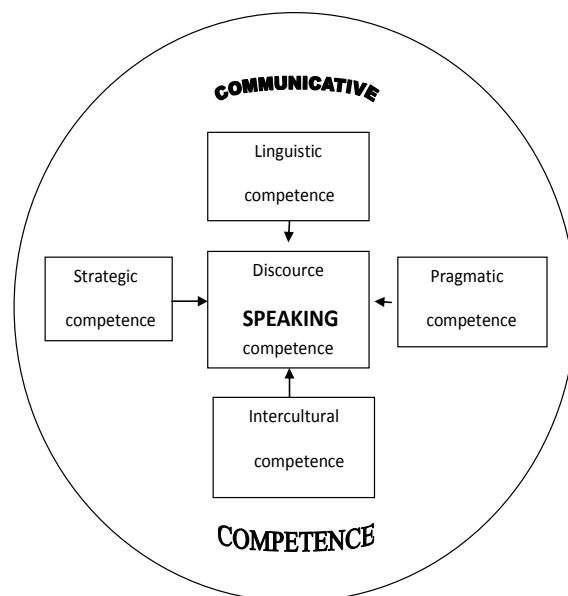 COMMUNICATIVE
Linguistic
competence
Strategic
competence
Discource
SPEAKING
competence
Pragmatic
competence
Intercultural
competence
COMPETENCE